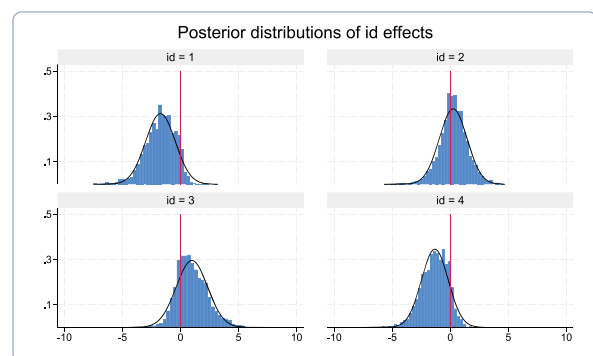 Posterior distributions of id effects
id = 1
id = 2
.5
.3
.1
id = 3
id = 4
.5
.3
.1
-10 -5 0 5 10
-10 -5 0 5 10